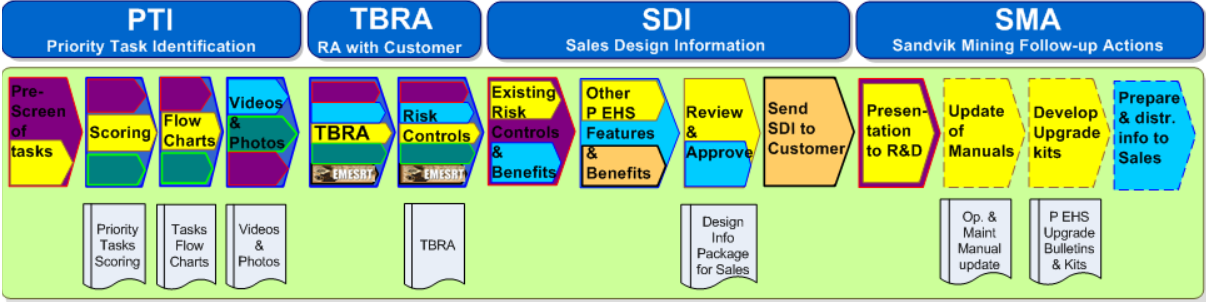 PTI
Priority Task Identification
TBRA
RA with Customer
SDI
Sales Design Information
SMA
Sandvik Mining Follow-up Actions
Pre-
Screen
of
tasks
Scoring
Flow
Charts
Videos
&
Photos
TBRA
EMESRT
Risk
Controls
EMESRT
Existing
Risk
Controls
&
Benefits
Other
P EHS
Features
&
Benefits
Review
&
Approve
Send
SDI to
Customer
Presen-
tation
to R&D
Update
of
Manuals
Develop
Upgrade
kits
Prepare
& distr.
info to
Sales
Priority
Tasks
Scoring
Tasks
Flow
Charts
Videos
&
Photos
TBRA
Design
Info
Package
for Sales
Op. &
Maint
Manual
update
P EHS
Upgrade
Bulletins
& Kits